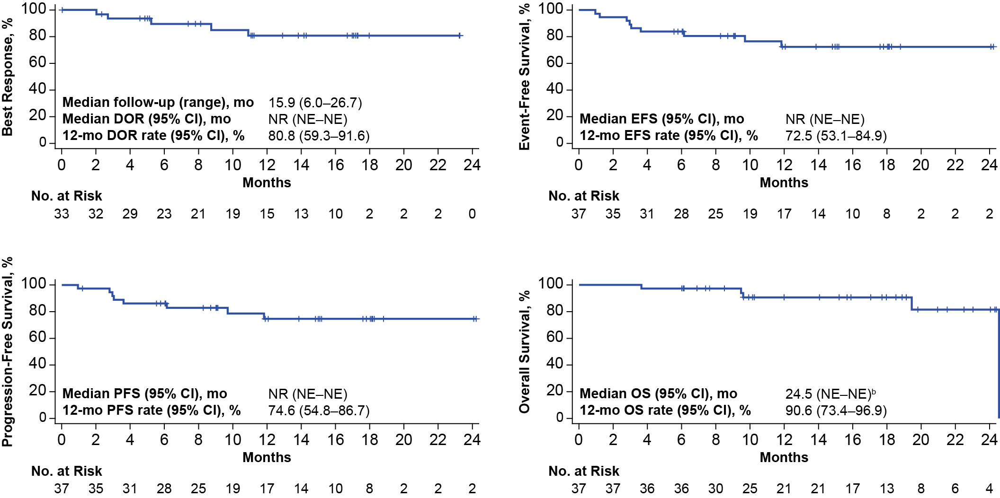 Best Response, %
100
80
60
40
20
0
Median follow-up (range), mo 15.9 (6.0–26.7)
Median DOR (95% CI), mo NR (NE–NE)
12-mo DOR rate (95% CI), % 80.8 (59.3–91.6)
0 2 4 6 8 10 12 14 16 18 20 22 24
Months
No. at Risk
33 32 29 23 21 19 15 13 10 2 2 2 0
Event-Free Survival, %
100
80
60
40
20
0
Median EFS (95% CI), mo NR (NE–NE)
12-mo EFS rate (95% CI), % 72.5 (53.1–84.9)
0 2 4 6 8 10 12 14 16 18 20 22 24
Months
No. at Risk
37 35 31 28 25 19 17 14 10 8 2 2 2
Progression-Free Survival, %
100
80
60
40
20
0
Median PFS (95% CI), mo NR (NE–NE)
12-mo PFS rate (95% CI), % 74.6 (54.8–86.7)
0 2 4 6 8 10 12 14 16 18 20 22 24
Months
No. at Risk
37 35 31 28 25 19 17 14 10 8 2 2 2
Overall Survival, %
100
80
60
40
20
0
Median OS (95% CI), mo 24.5 (NE–NE)ᵇ
12-mo OS rate (95% CI), % 90.6 (73.4–96.9)
0 2 4 6 8 10 12 14 16 18 20 22 24
Months
No. at Risk
37 37 36 36 30 25 21 21 17 13 8 6 4